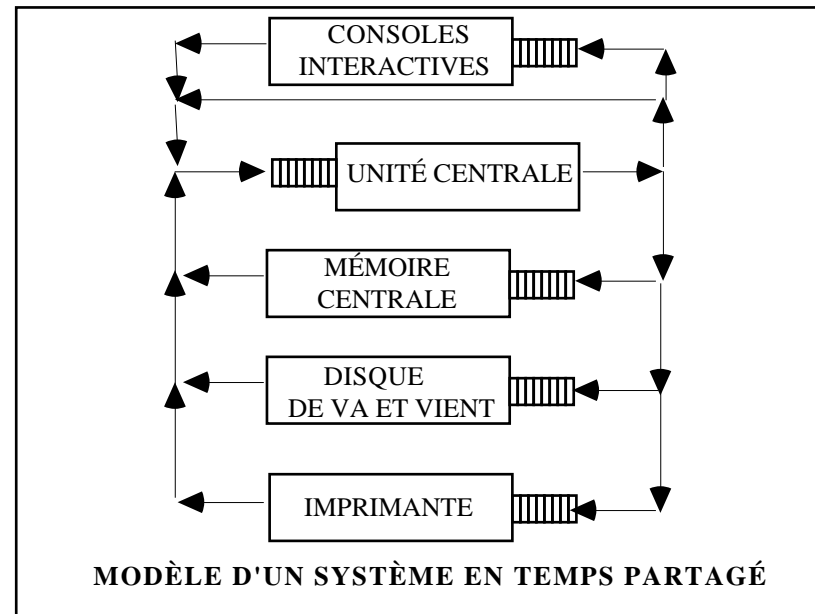 CONSOLES
INTERACTIVES
UNITÉ CENTRALE
MÉMOIRE
CENTRALE
DISQUE
DE VA ET VIENT
IMPRIMANTE
MODÈLE D'UN SYSTÈME EN TEMPS PARTAGÉ